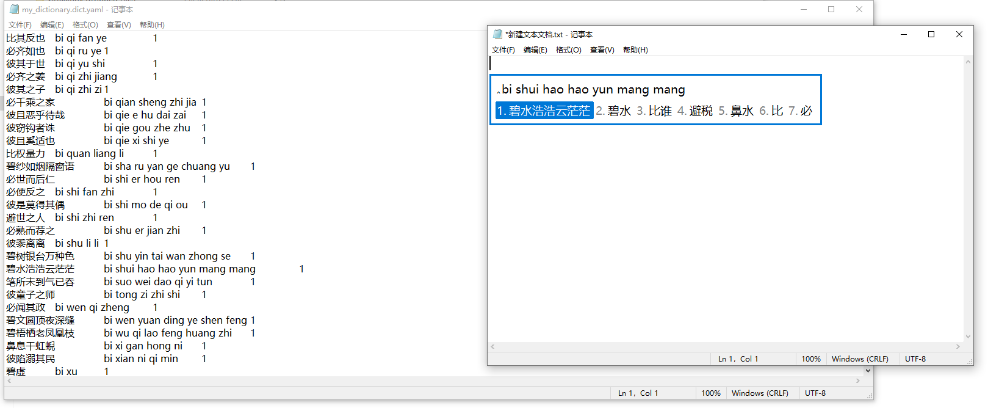 my_dictionary.dict.yaml - 记事本
文件(F) 编辑(E) 格式(O) 查看(V) 帮助(H)
比其反也 bi qi fan ye 1
必齐如也 bi qi ru ye 1
彼其于世 bi qi yu shi 1
必齐之姜 bi qi zhi jiang 1
彼其之子 bi qi zhi zi 1
必千乘之家 bi qian sheng zhi jia 1
彼且恶乎待哉 bi qie e hu dai zai 1
彼窃钩者诛 bi qie gou zhe zhu 1
彼且奚适也 bi qie xi shi ye 1
比权量力 bi quan liang li 1
碧纱如烟隔窗语 bi sha ru yan ge chuang yu 1
必世而后仁 bi shi er hou ren 1
必使反之 bi shi fan zhi 1
彼是莫得其偶 bi shi mo de qi ou 1
避世之人 bi shi zhi ren 1
必熟而荐之 bi shu er jian zhi 1
彼黍离离 bi shu li li 1
碧树银台万种色 bi shu yin tai wan zhong se 1
碧水浩浩云茫茫 bi shui hao hao yun mang mang 1
笔所未到气已吞 bi suo wei dao qi yi tun 1
彼童子之师 bi tong zi zhi shi 1
必闻其政 bi wen qi zheng 1
碧文圆顶夜深缝 bi wen yuan ding ye shen feng 1
碧梧栖老凤凰枝 bi wu qi lao feng huang zhi 1
鼻息干虹蜺 bi xi gan hong ni 1
彼陷溺其民 bi xian ni qi min 1
碧虚 bi xu 1
Ln 1, Col 1 100% Windows (CRLF) UTF-8
*新建文本文档.txt - 记事本
文件(F) 编辑(E) 格式(O) 查看(V) 帮助(H)
‸bi shui hao hao yun mang mang
1. 碧水浩浩云茫茫 2. 碧水 3. 比谁 4. 避税 5. 鼻水 6. 比 7. 必
Ln 1, Col 1 100% Windows (CRLF) UTF-8